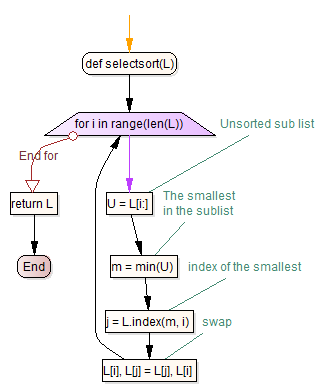 def selectsort(L)
for i in range(len(L))
Unsorted sub list
End for
return L
U = L[i:]
The smallest
in the sublist
End
m = min(U)
index of the smallest
j = L.index(m, i)
swap
L[i], L[j] = L[j], L[i]